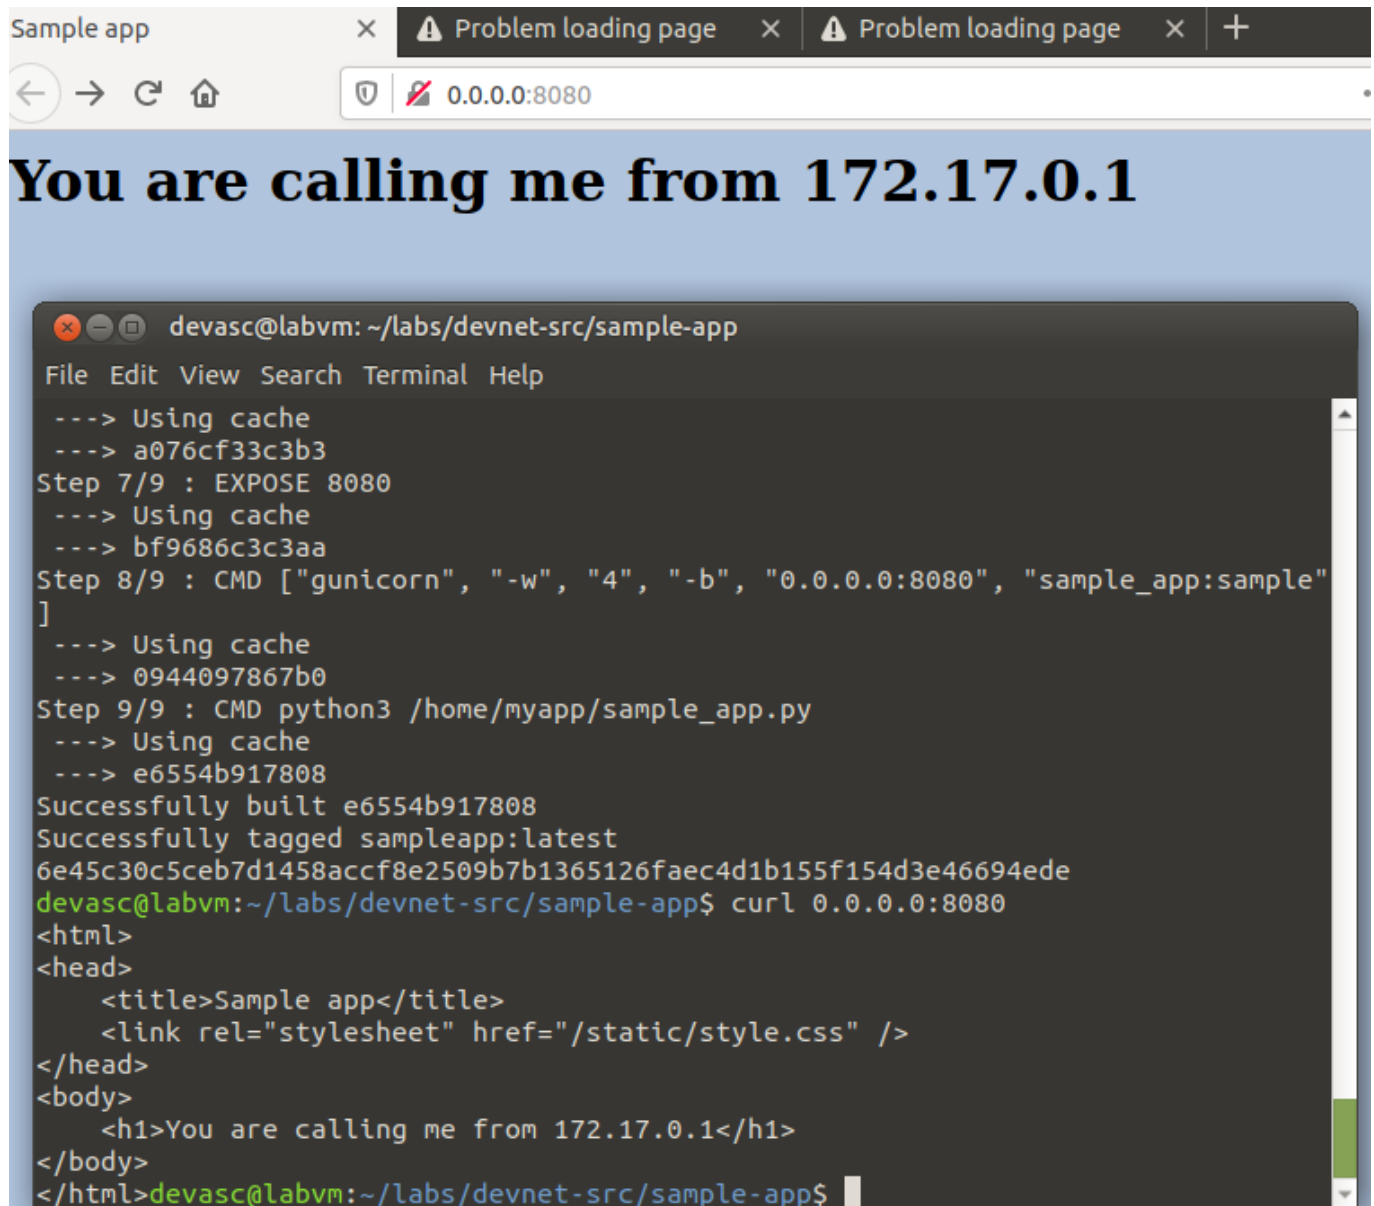 Sample app
Problem loading page
Problem loading page
0.0.0.0:8080
You are calling me from 172.17.0.1
devasc@labvm: ~/labs/devnet-src/sample-app
File Edit View Search Terminal Help
---> Using cache
---> a076cf33c3b3
Step 7/9 : EXPOSE 8080
---> Using cache
---> bf9686c3c3aa
Step 8/9 : CMD ["gunicorn", "-w", "4", "-b", "0.0.0.0:8080", "sample_app:sample"
]
---> Using cache
---> 0944097867b0
Step 9/9 : CMD python3 /home/myapp/sample_app.py
---> Using cache
---> e6554b917808
Successfully built e6554b917808
Successfully tagged sampleapp:latest
6e45c30c5ceb7d1458accf8e2509b7b1365126faec4d1b155f154d3e46694ede
devasc@labvm:~/labs/devnet-src/sample-app$ curl 0.0.0.0:8080
<html>
<head>
    <title>Sample app</title>
    <link rel="stylesheet" href="/static/style.css" />
</head>
<body>
    <h1>You are calling me from 172.17.0.1</h1>
</body>
</html>devasc@labvm:~/labs/devnet-src/sample-app$